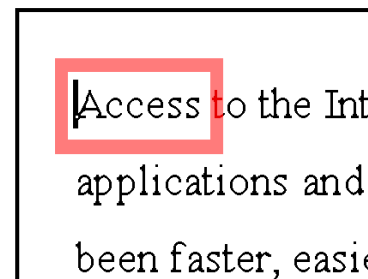 Access to the Int
applications and
been faster, easie